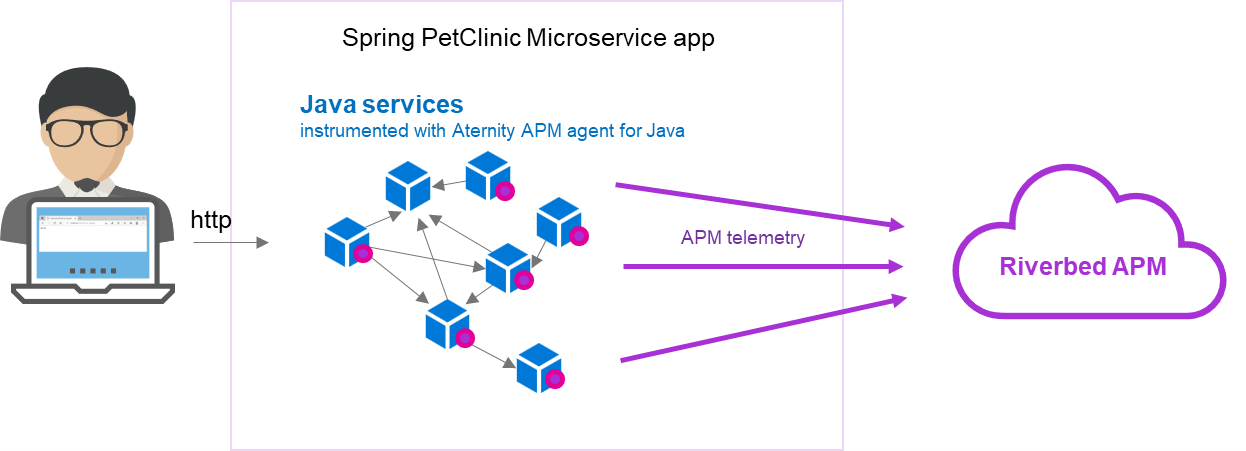 Spring PetClinic Microservice app
Java services
instrumented with Aternity APM agent for Java
http
APM telemetry
Riverbed APM